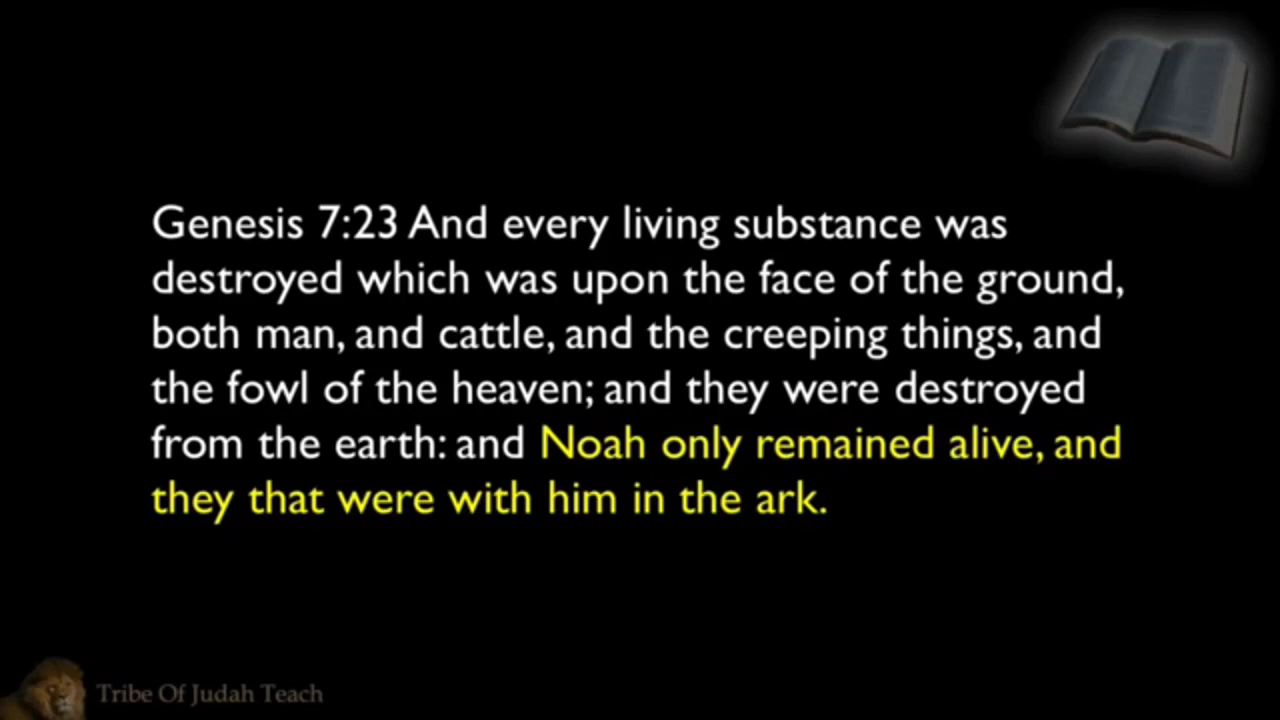 Genesis 7:23 And every living substance was
destroyed which was upon the face of the ground,
both man, and cattle, and the creeping things, and
the fowl of the heaven; and they were destroyed
from the earth: and Noah only remained alive, and
they that were with him in the ark.
Tribe Of Judah Teach